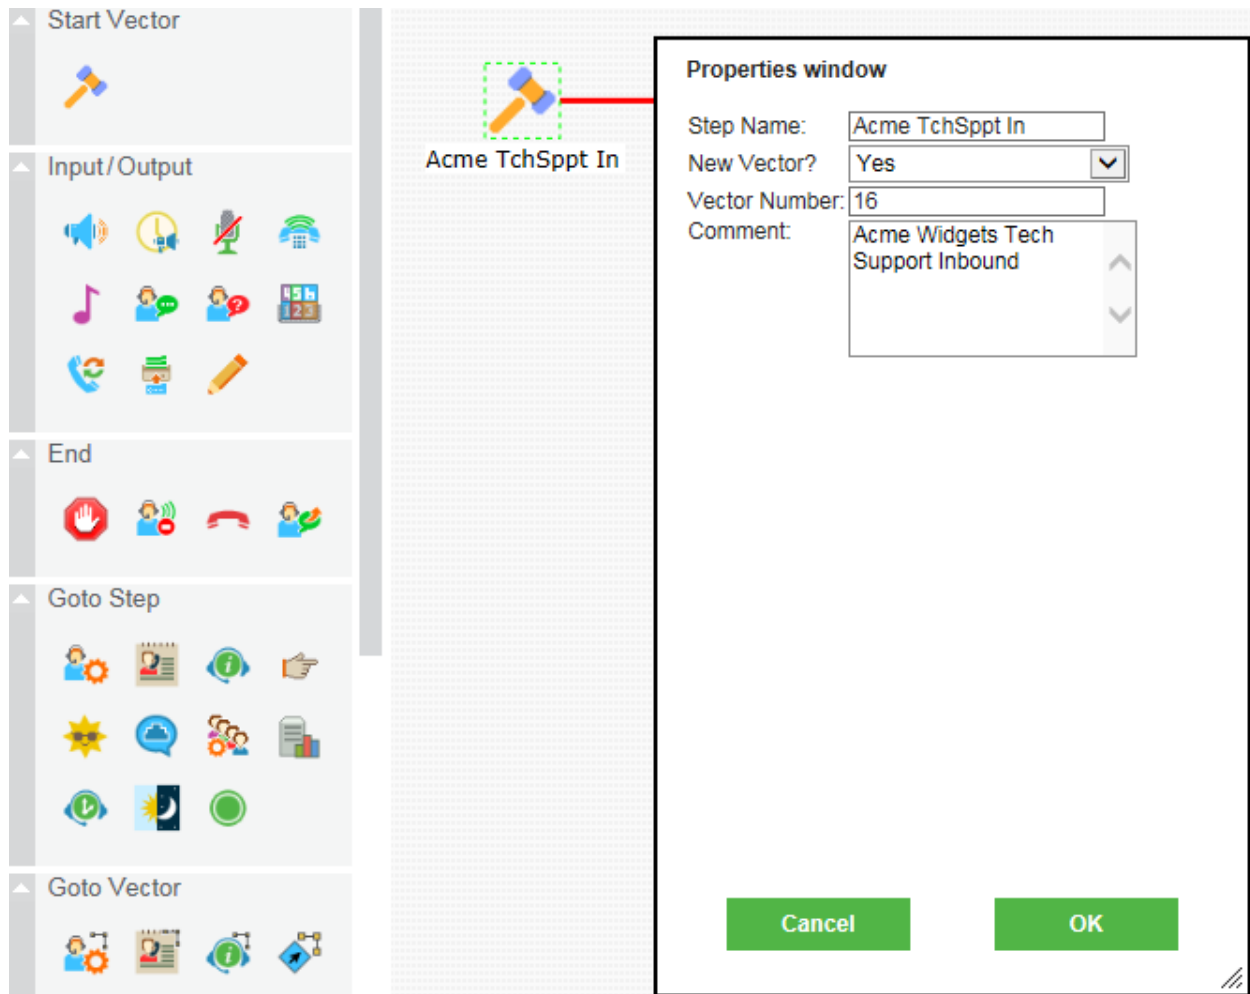 Start Vector
Input/Output
End
Goto Step
Goto Vector
Acme TchSppt In
Properties window
Step Name: Acme TchSppt In
New Vector? Yes
Vector Number: 16
Comment: Acme Widgets Tech
Support Inbound
Cancel OK